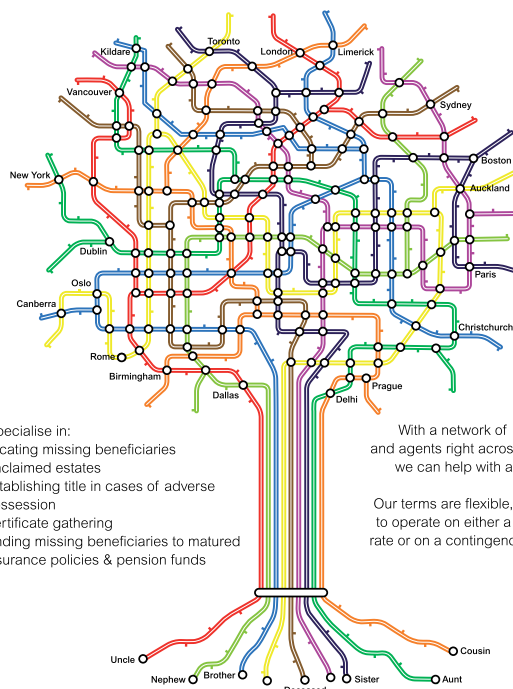 Toronto
London
Limerick
Kildare
Vancouver
Sydney
Boston
New York
Auckland
Dublin
Paris
Oslo
Canberra
Christchurch
Rome
Birmingham
Prague
Dallas
Delhi
pecialise in:
cating missing beneficiaries
nclaimed estates
tablishing title in cases of adverse
ossession
ertificate gathering
nding missing beneficiaries to matured
surance policies & pension funds
With a network of
and agents right acros
we can help with a
Our terms are flexible,
to operate on either a
rate or on a contingenc
Uncle
Nephew
Brother
Sister
Aunt
Cousin